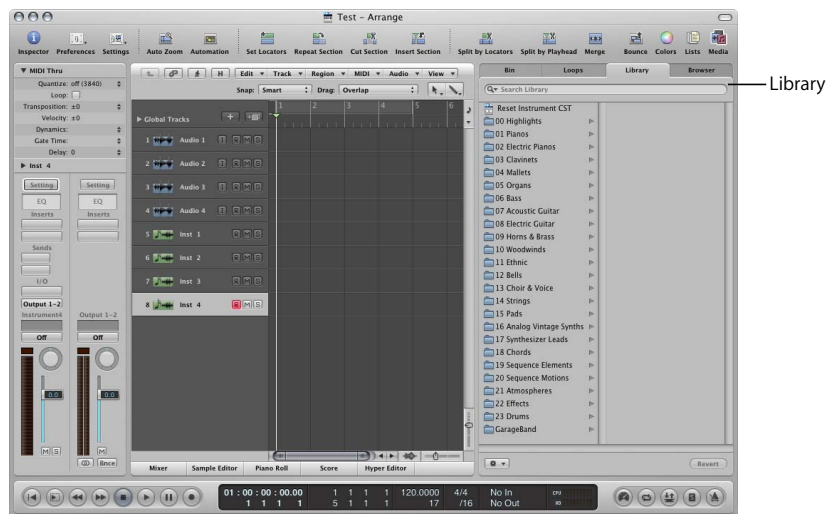 Test – Arrange
Inspector Preferences Settings Auto Zoom Automation Set Locators Repeat Section Cut Section Insert Section Split by Locators Split by Playhead Merge Bounce Colors Lists Media
MIDI Thru
Quantize: off (3840)
Loop:
Transposition: ±0
Velocity: ±0
Dynamics:
Gate Time:
Delay: 0
Inst 4
Setting Setting
EQ EQ
Inserts Inserts
Sends
I/O
Output 1-2
Instrument4 Output 1-2
Off Off
0.0 0.0
M S M
Bnce
H Edit Track Region MIDI Audio View
Snap: Smart Drag: Overlap
1 2 3 4 5 6
Global Tracks
1 Audio 1 I R M S
2 Audio 2 I R M S
3 Audio 3 I R M S
4 Audio 4 I R M S
5 Inst 1 R M S
6 Inst 2 R M S
7 Inst 3 R M S
8 Inst 4 R M S
Mixer Sample Editor Piano Roll Score Hyper Editor
Bin Loops Library Browser
Search Library
Library
Reset Instrument CST
00 Highlights
01 Pianos
02 Electric Pianos
03 Clavinets
04 Mallets
05 Organs
06 Bass
07 Acoustic Guitar
08 Electric Guitar
09 Horns & Brass
10 Woodwinds
11 Ethnic
12 Bells
13 Choir & Voice
14 Strings
15 Pads
16 Analog Vintage Synths
17 Synthesizer Leads
18 Chords
19 Sequence Elements
20 Sequence Motions
21 Atmospheres
22 Effects
23 Drums
GarageBand
Revert
01 : 00 : 00 : 00.00 1 1 1 1 120.0000 4/4 No In CPU
1 1 1 1 5 1 1 1 17 /16 No Out HD